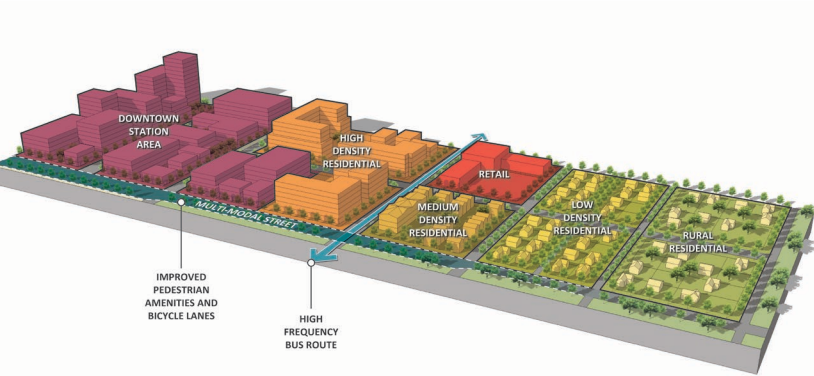 DOWNTOWN
STATION
AREA
HIGH
DENSITY
RESIDENTIAL
RETAIL
MEDIUM
DENSITY
RESIDENTIAL
LOW
DENSITY
RESIDENTIAL
RURAL
RESIDENTIAL
MULTI-MODAL STREET
IMPROVED
PEDESTRIAN
AMENITIES AND
BICYCLE LANES
HIGH
FREQUENCY
BUS ROUTE